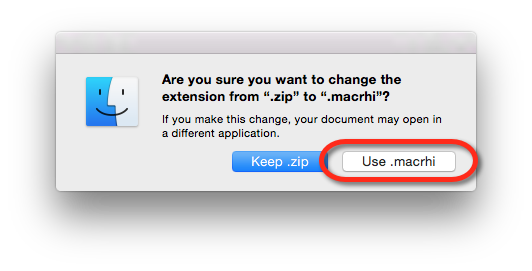 Are you sure you want to change the
extension from “.zip” to “.macrhi”?
If you make this change, your document may open in
a different application.
Keep .zip
Use .macrhi